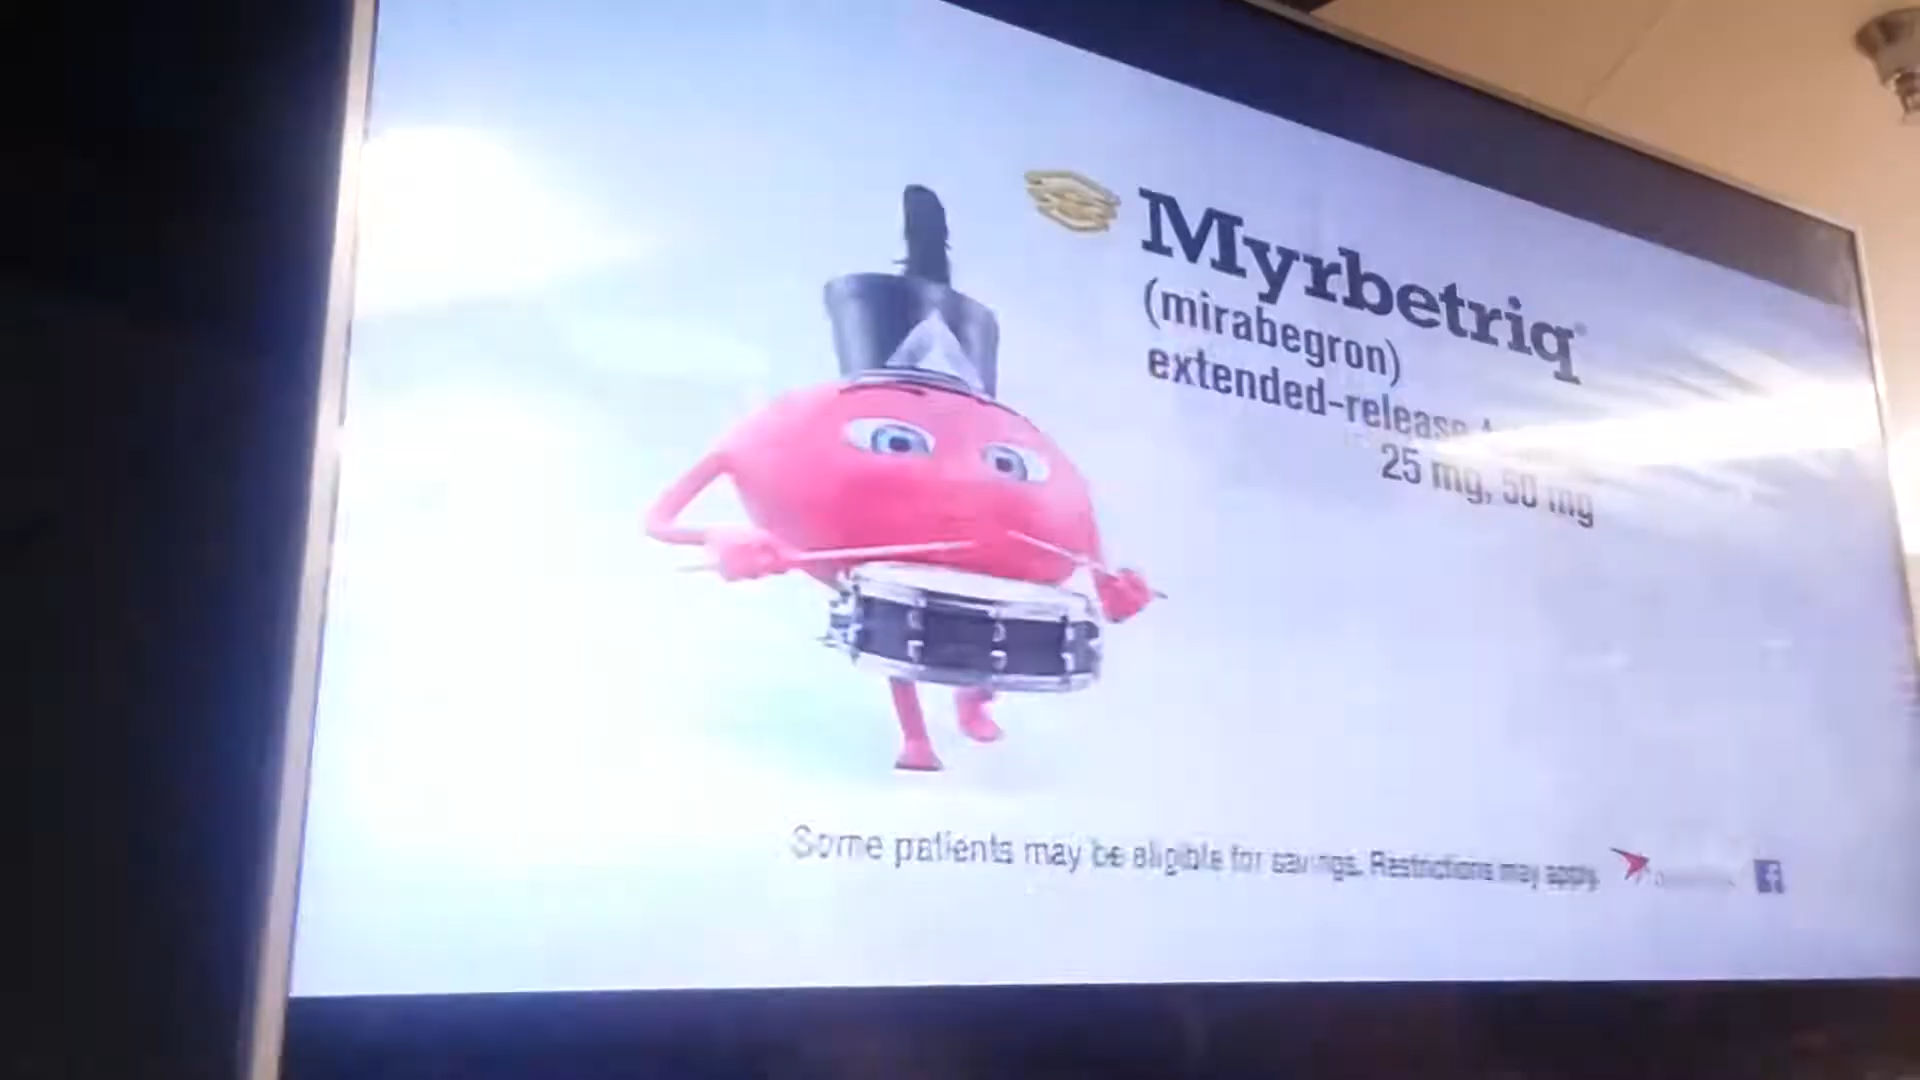 Myrbetriq®
(mirabegron)
extended-release
25 mg, 50 mg
Some patients may be eligible for savings. Restrictions may apply.